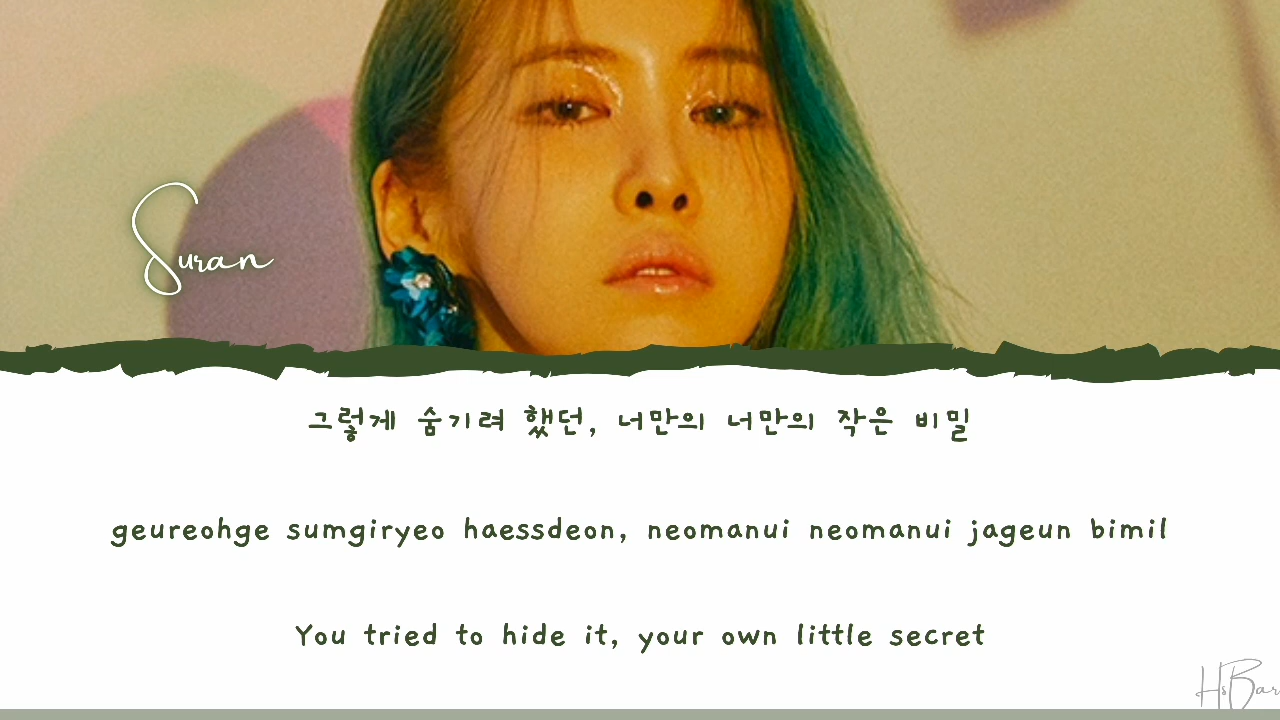 Suran
그렇게 숨기려 했던, 너만의 너만의 작은 비밀
geureohge sumgiryeo haessdeon, neomanui neomanui jageun bimil
You tried to hide it, your own little secret
HsBar